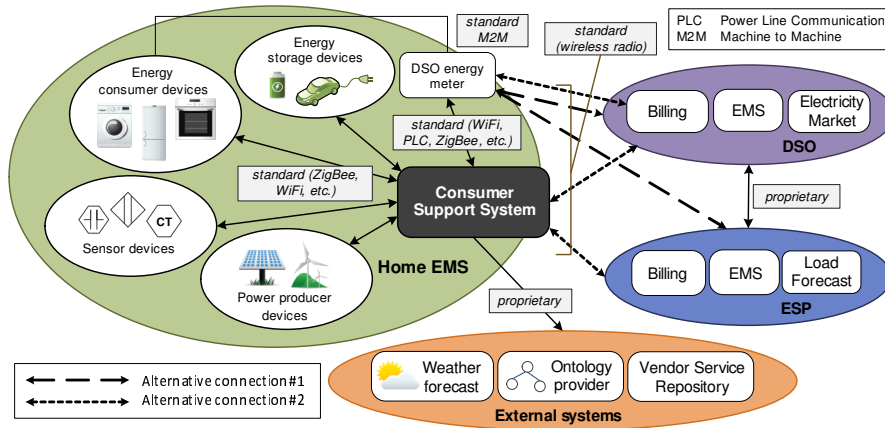 standard
M2M
standard
(wireless radio)
PLC Power Line Communication
M2M Machine to Machine
Energy
storage devices
Energy
consumer devices
DSO energy
meter
Billing
EMS
Electricity
Market
DSO
standard (WiFi,
PLC, ZigBee, etc.)
standard (ZigBee,
WiFi, etc.)
Consumer
Support System
proprietary
CT
Sensor devices
Home EMS
Power producer
devices
Billing
EMS
Load
Forecast
ESP
proprietary
Alternative connection#1
Alternative connection#2
Weather
forecast
Ontology
provider
Vendor Service
Repository
External systems